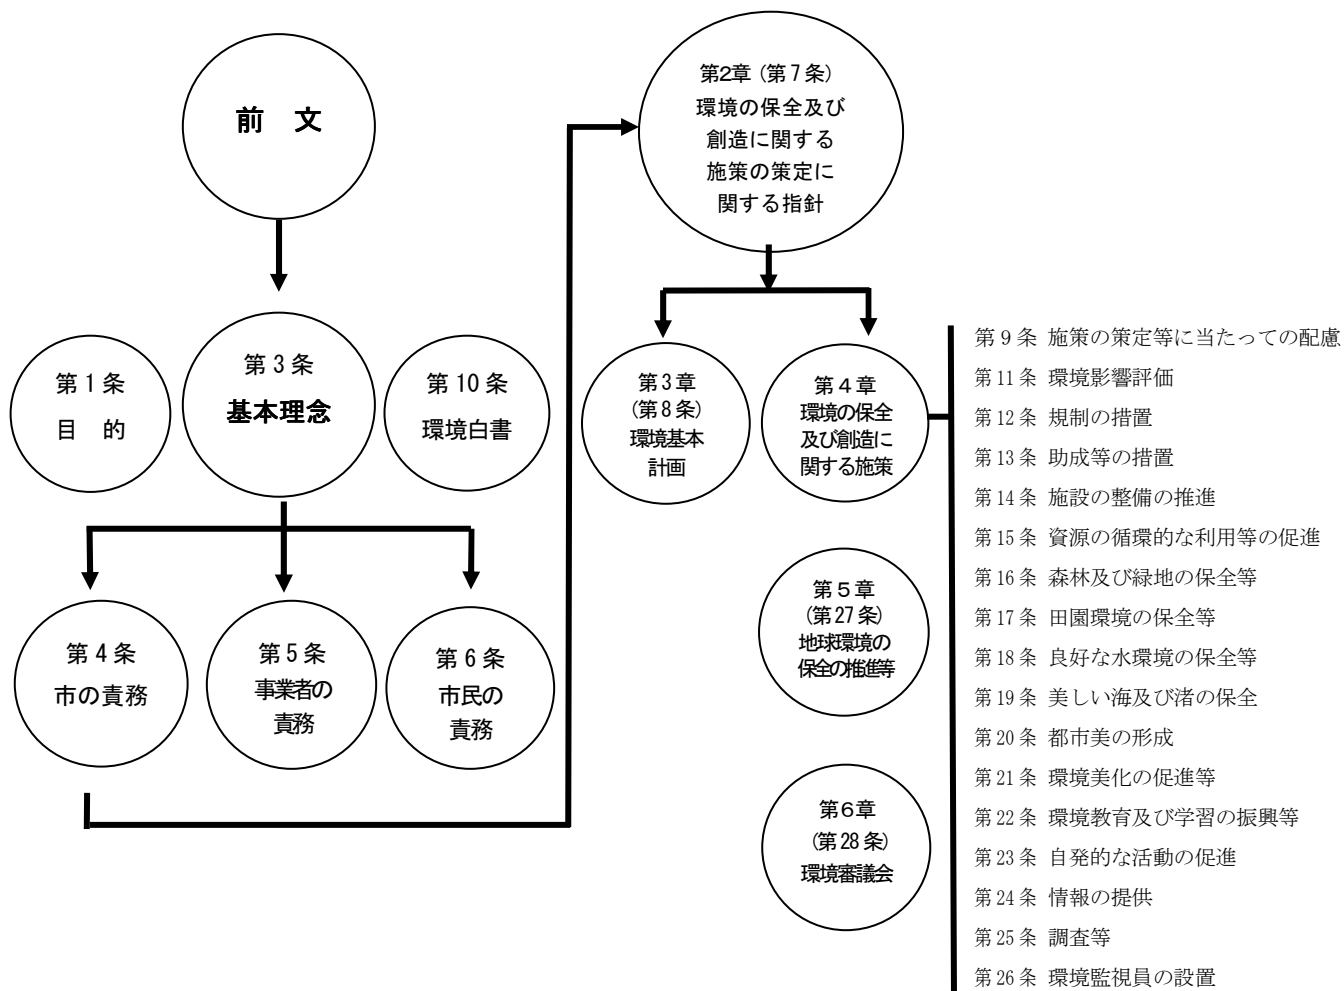 前　文
第1条
目　的
第3条
基本理念
第10条
環境白書
第4条
市の責務
第5条
事業者の
責務
第6条
市民の
責務
第2章（第7条）
環境の保全及び
創造に関する
施策の策定に
関する指針
第3章
(第8条)
環境基本
計画
第4章
環境の保全
及び創造に
関する施策
第5章
(第27条)
地球環境の
保全の推進等
第6章
(第28条)
環境審議会
第9条 施策の策定等に当たっての配慮
第11条 環境影響評価
第12条 規制の措置
第13条 助成等の措置
第14条 施設の整備の推進
第15条 資源の循環的な利用等の促進
第16条 森林及び緑地の保全等
第17条 田園環境の保全等
第18条 良好な水環境の保全等
第19条 美しい海及び渚の保全
第20条 都市美の形成
第21条 環境美化の促進等
第22条 環境教育及び学習の振興等
第23条 自発的な活動の促進
第24条 情報の提供
第25条 調査等
第26条 環境監視員の設置